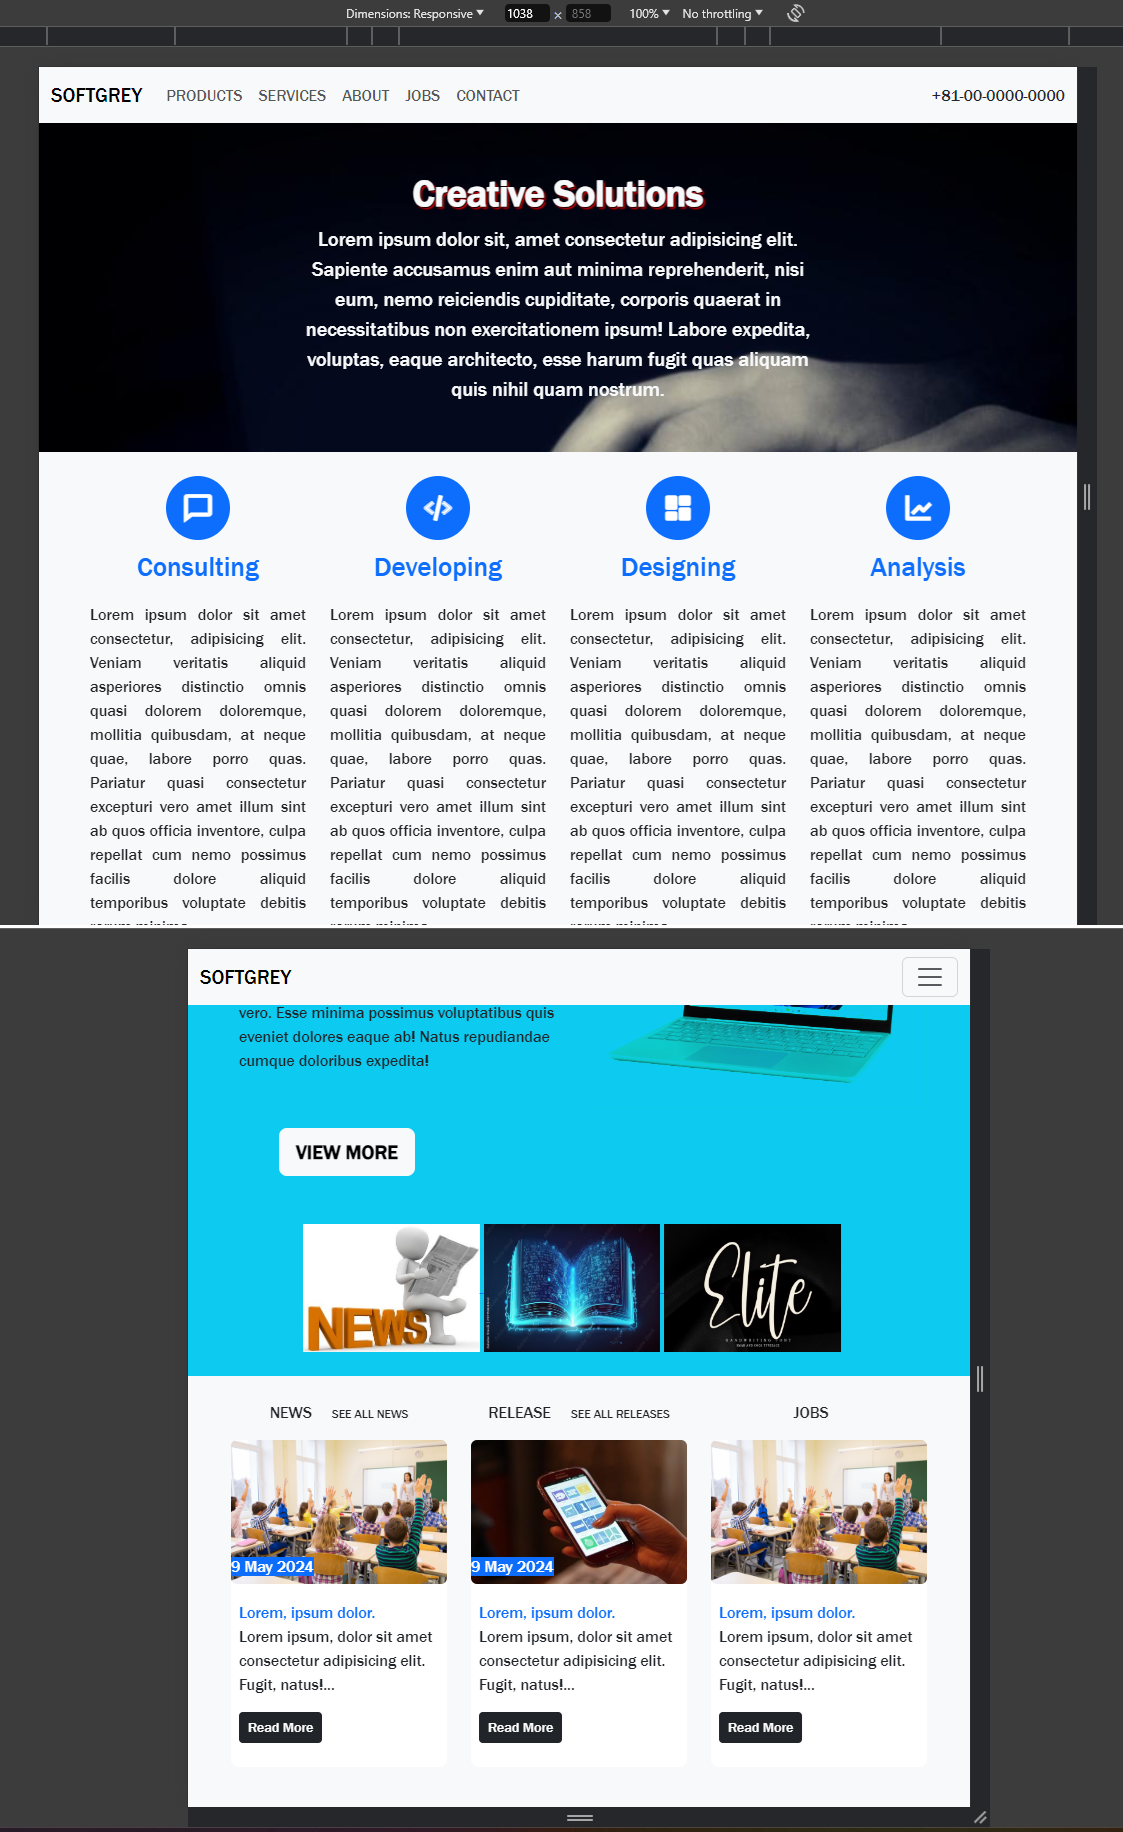 Dimensions: Responsive 1038 × 858 100% No throttling
SOFTGREY PRODUCTS SERVICES ABOUT JOBS CONTACT +81-00-0000-0000
Creative Solutions
Lorem ipsum dolor sit, amet consectetur adipisicing elit.
Sapiente accusamus enim aut minima reprehenderit, nisi
eum, nemo reiciendis cupiditate, corporis quaerat in
necessitatibus non exercitationem ipsum! Labore expedita,
voluptas, eaque architecto, esse harum fugit quas aliquam
quis nihil quam nostrum.
Consulting
Lorem ipsum dolor sit amet
consectetur, adipisicing elit.
Veniam veritatis aliquid
asperiores distinctio omnis
quasi dolorem doloremque,
mollitia quibusdam, at neque
quae, labore porro quas.
Pariatur quasi consectetur
excepturi vero amet illum sint
ab quos officia inventore, culpa
repellat cum nemo possimus
facilis dolore aliquid
temporibus voluptate debitis
Developing
Lorem ipsum dolor sit amet
consectetur, adipisicing elit.
Veniam veritatis aliquid
asperiores distinctio omnis
quasi dolorem doloremque,
mollitia quibusdam, at neque
quae, labore porro quas.
Pariatur quasi consectetur
excepturi vero amet illum sint
ab quos officia inventore, culpa
repellat cum nemo possimus
facilis dolore aliquid
temporibus voluptate debitis
Designing
Lorem ipsum dolor sit amet
consectetur, adipisicing elit.
Veniam veritatis aliquid
asperiores distinctio omnis
quasi dolorem doloremque,
mollitia quibusdam, at neque
quae, labore porro quas.
Pariatur quasi consectetur
excepturi vero amet illum sint
ab quos officia inventore, culpa
repellat cum nemo possimus
facilis dolore aliquid
temporibus voluptate debitis
Analysis
Lorem ipsum dolor sit amet
consectetur, adipisicing elit.
Veniam veritatis aliquid
asperiores distinctio omnis
quasi dolorem doloremque,
mollitia quibusdam, at neque
quae, labore porro quas.
Pariatur quasi consectetur
excepturi vero amet illum sint
ab quos officia inventore, culpa
repellat cum nemo possimus
facilis dolore aliquid
temporibus voluptate debitis
SOFTGREY
vero. Esse minima possimus voluptatibus quis
eveniet dolores eaque ab! Natus repudiandae
cumque doloribus expedita!
VIEW MORE
NEWS
Elite
HANDWRITING FONT
NEWS SEE ALL NEWS
9 May 2024
Lorem, ipsum dolor.
Lorem ipsum, dolor sit amet
consectetur adipisicing elit.
Fugit, natus!...
Read More
RELEASE SEE ALL RELEASES
9 May 2024
Lorem, ipsum dolor.
Lorem ipsum, dolor sit amet
consectetur adipisicing elit.
Fugit, natus!...
Read More
JOBS
Lorem, ipsum dolor.
Lorem ipsum, dolor sit amet
consectetur adipisicing elit.
Fugit, natus!...
Read More